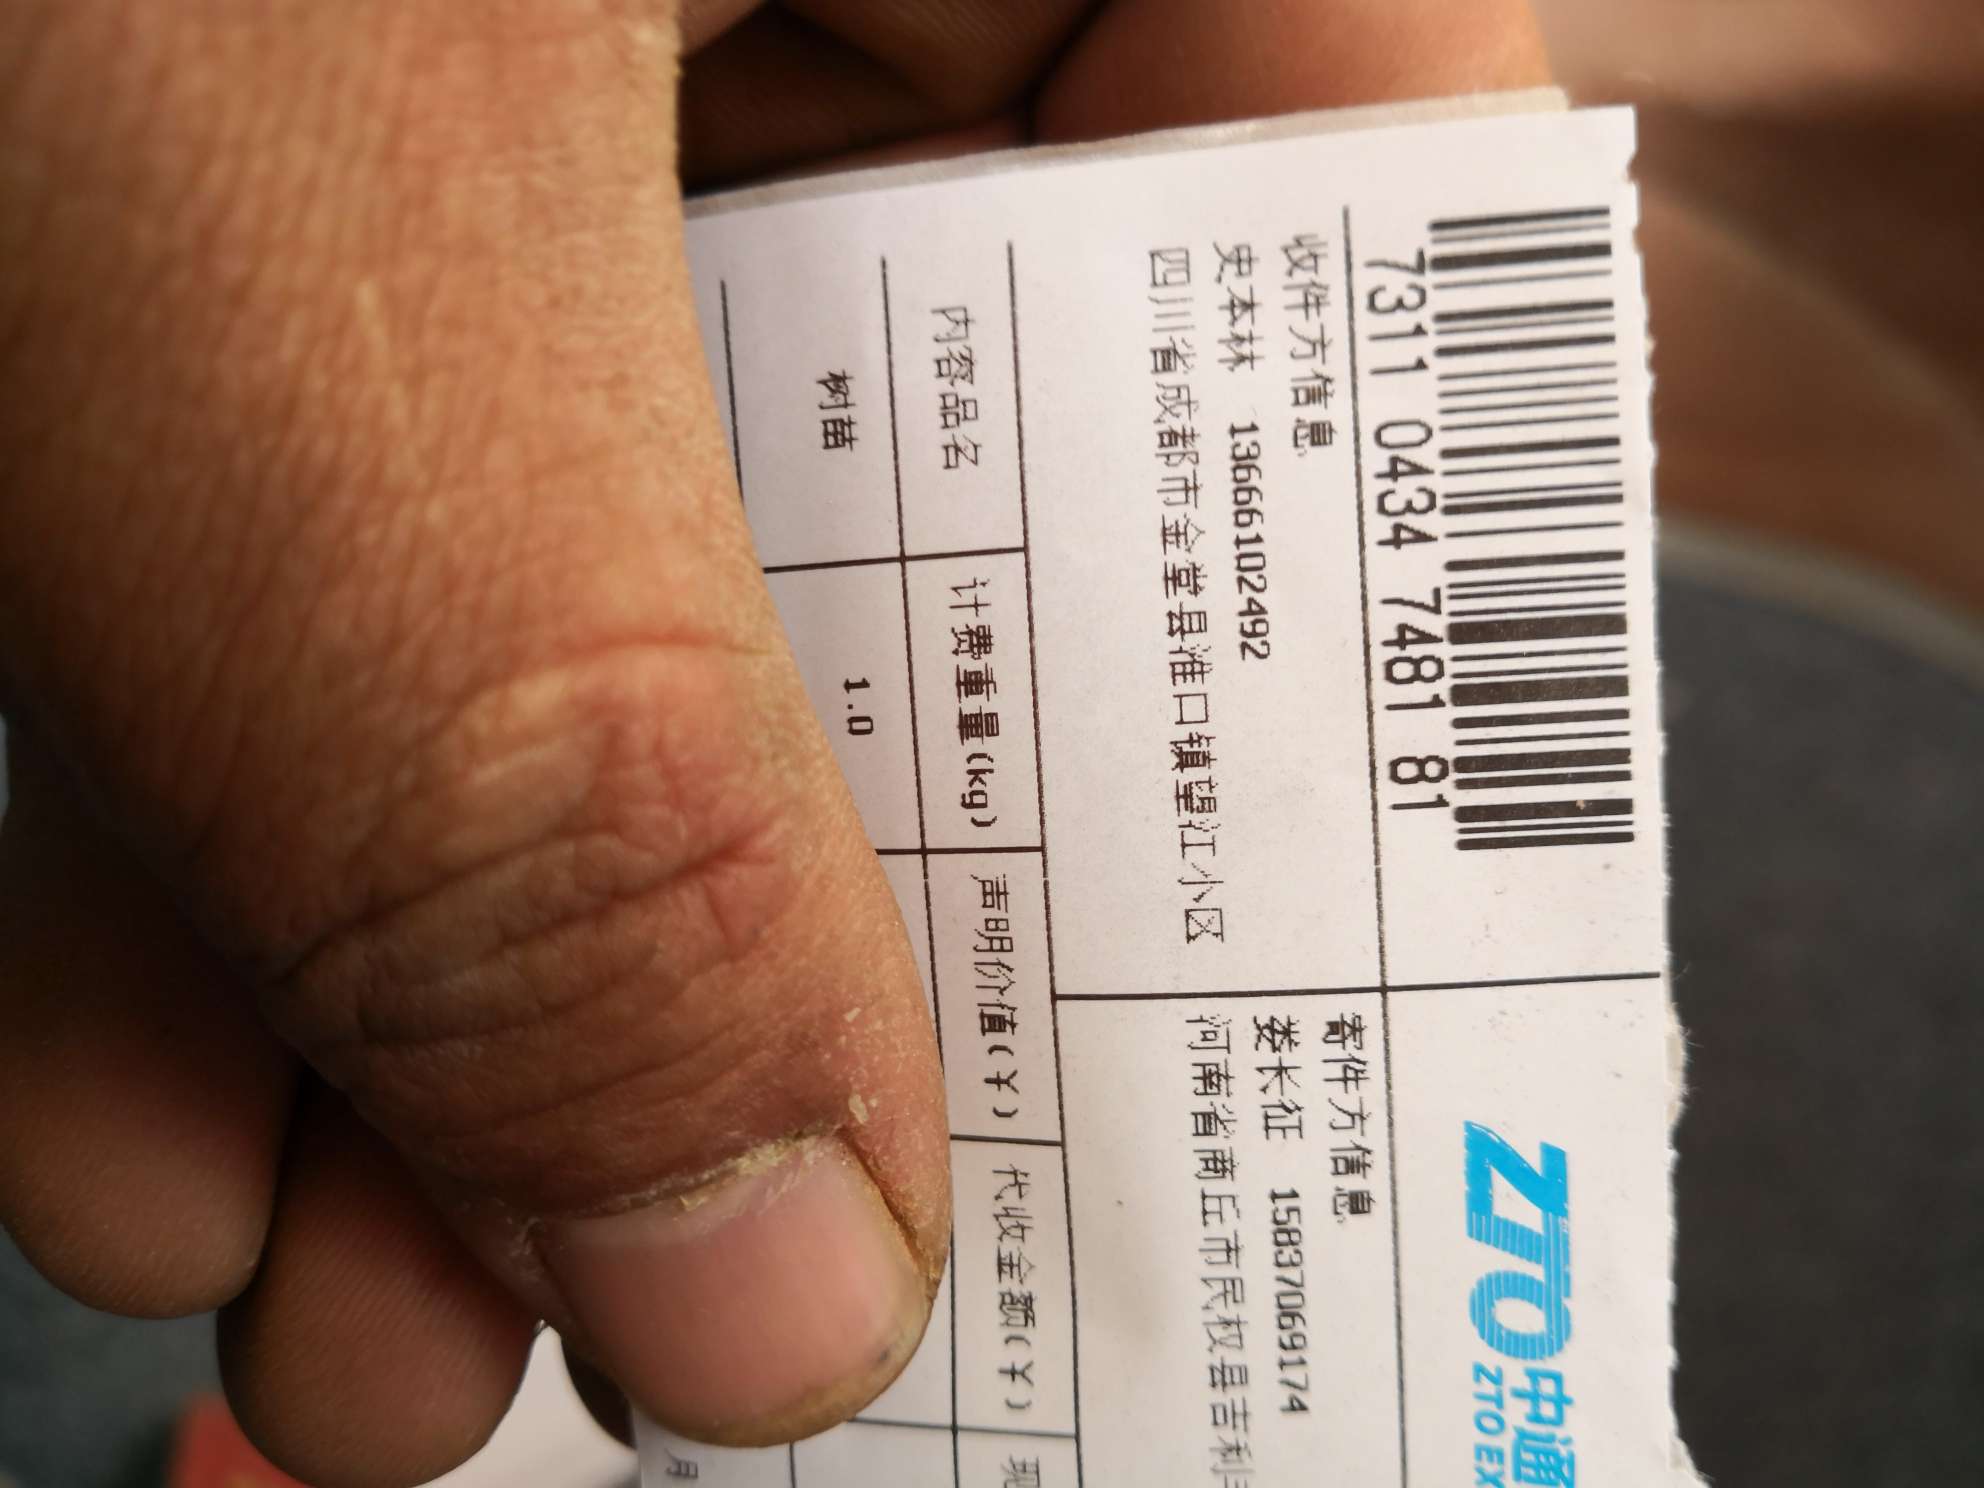 7311 0434 7481 81
ZTO中通
ZTO EX
收件方信息
史本林 13666102492
四川省成都市金堂县淮口镇望江小区
寄件方信息
娄长征 15837069174
河南省商丘市民权县吉利
内容品名 计费重量(kg) 声明价值(¥) 代收金额(¥) 现
树苗 1.0
月